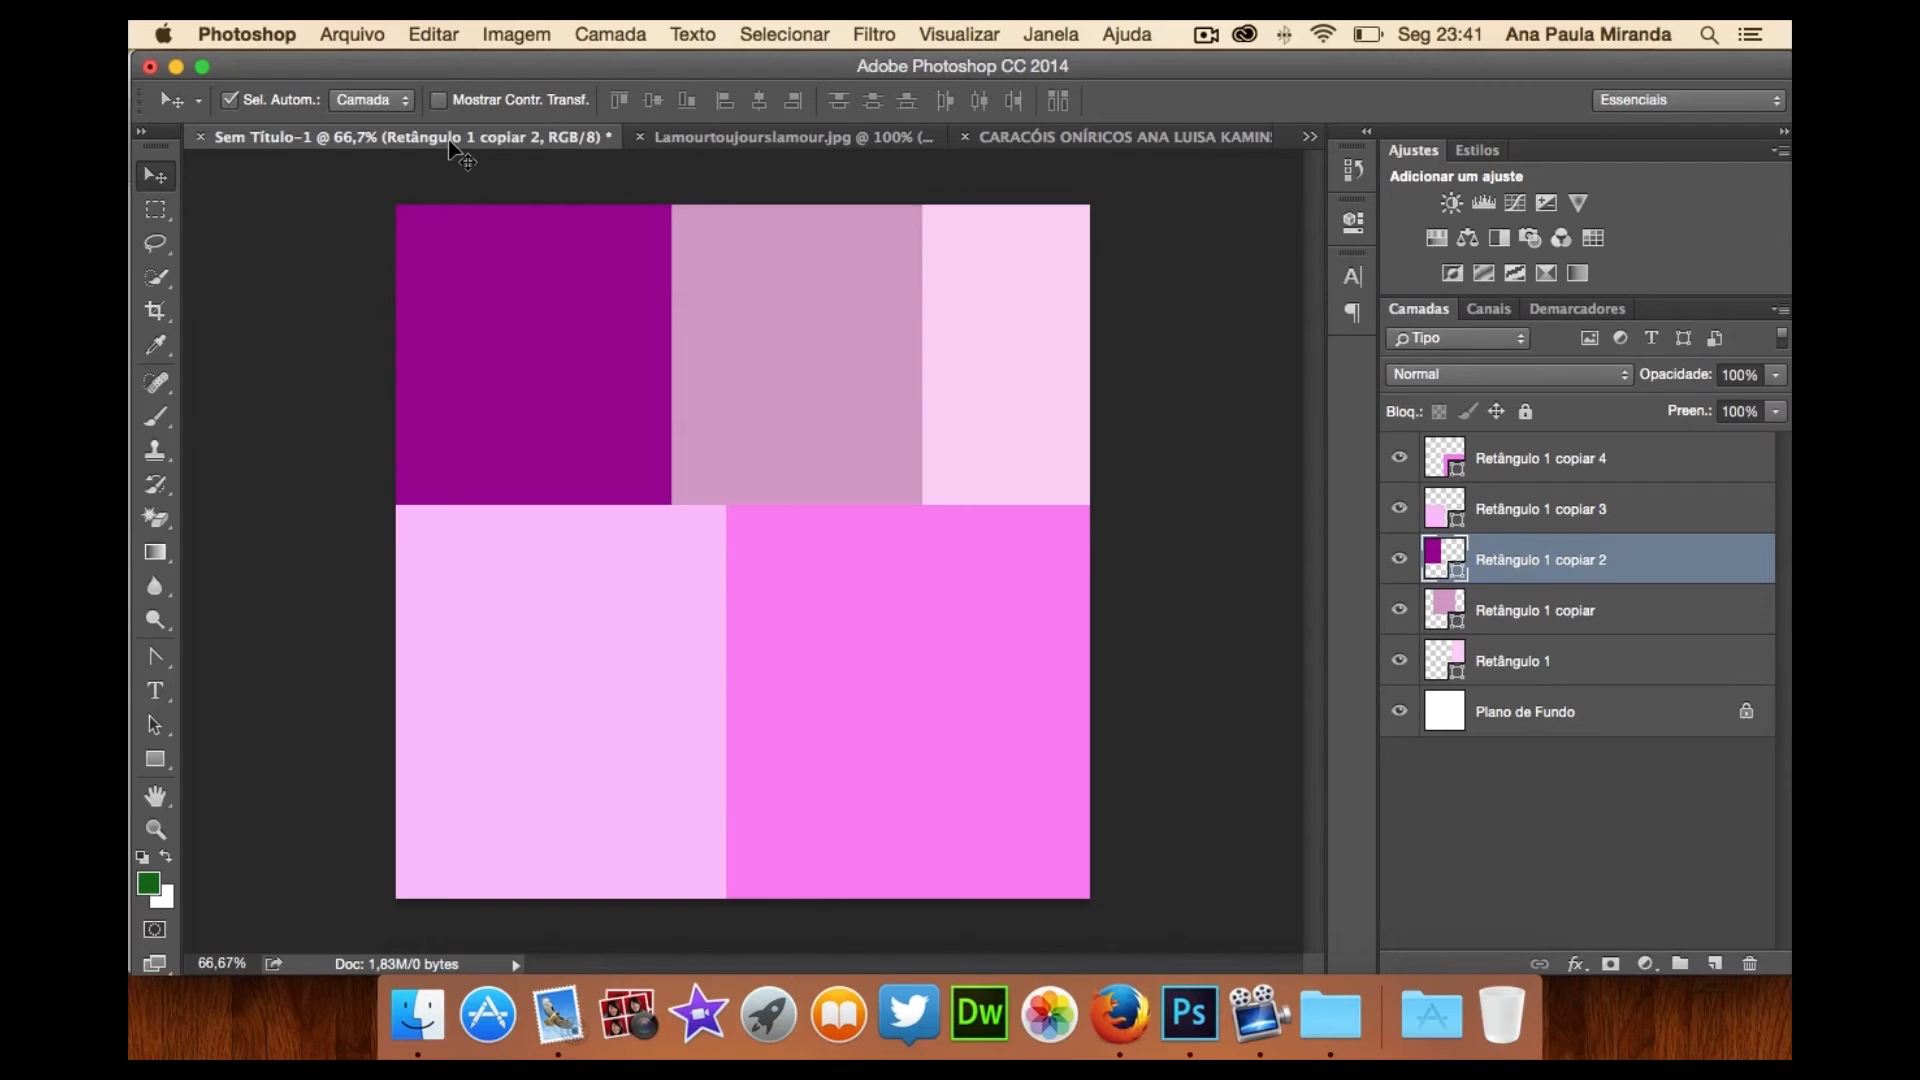 Photoshop Arquivo Editar Imagem Camada Texto Selecionar Filtro Visualizar Janela Ajuda Seg 23:41 Ana Paula Miranda
Adobe Photoshop CC 2014
Sel. Autom.: Camada Mostrar Contr. Transf. Essenciais
Sem Título-1 @ 66,7% (Retângulo 1 copiar 2, RGB/8) * Lamourtoujourslamour.jpg @ 100% (... CARACÓIS ONÍRICOS ANA LUISA KAMINS
Ajustes Estilos
Adicionar um ajuste
Camadas Canais Demarcadores
Tipo
Normal Opacidade: 100%
Bloq.: Preen.: 100%
Retângulo 1 copiar 4
Retângulo 1 copiar 3
Retângulo 1 copiar 2
Retângulo 1 copiar
Retângulo 1
Plano de Fundo
66,67% Doc: 1,83M/0 bytes
fx
Dw Ps